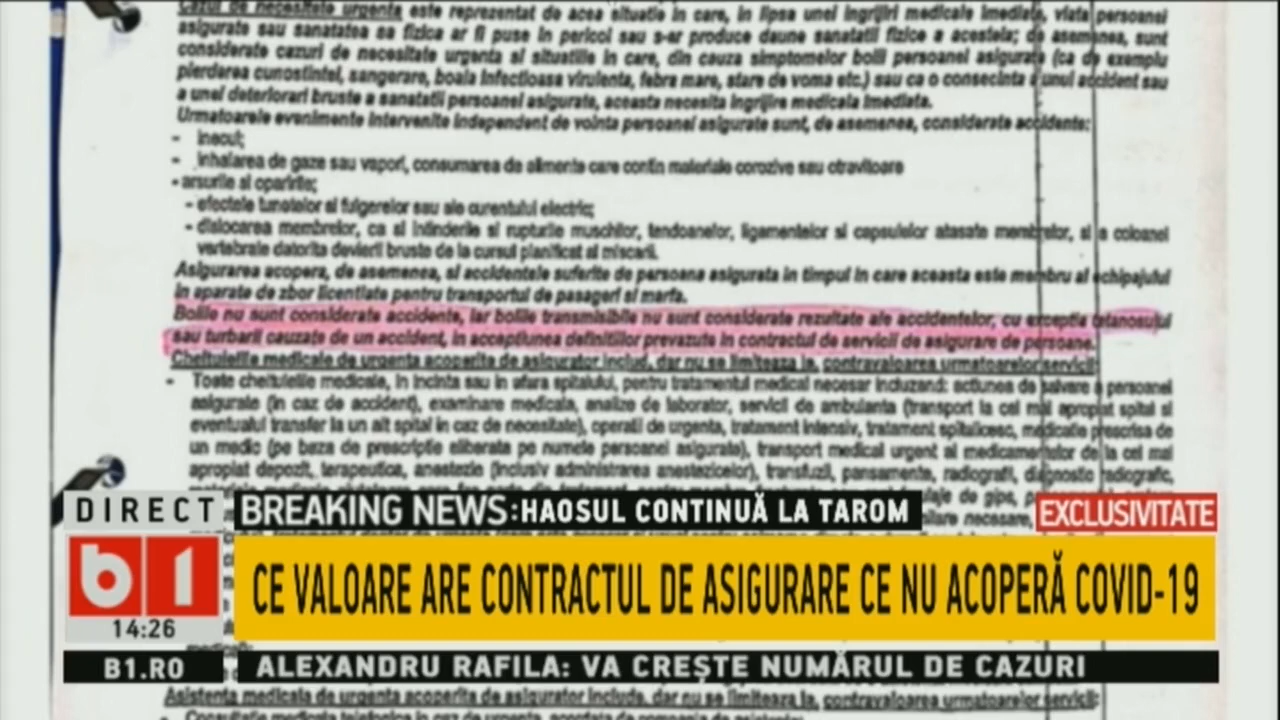 Cazul de necesitate urgenta este reprezentat de acea situatie in care, in lipsa unei ingrijiri medicale imediate, viata persoanei
asigurate sau sanatatea sa fizica ar fi puse in pericol sau s-ar produce daune sanatatii fizice a acesteia; de asemenea, sunt
considerate cazuri de necesitate urgenta si situatiile in care, din cauza simptomelor bolii persoanei asigurate (ca de exemplu
pierderea cunostintei, sangerare, boala infectioasa virulenta, febra mare, stare de voma etc.) sau ca o consecinta a unui accident sau
a unei deteriorari bruste a sanatatii persoanei asigurate, aceasta necesita ingrijire medicala imediata.
Urmatoarele evenimente intervenite independent de vointa persoanei asigurate sunt, de asemenea, considerate accidente:
- inecul;
- inhalarea de gaze sau vapori, consumarea de alimente care contin materiale corozive sau otravitoare
- arsurile si oparirile;
- efectele tunetelor si fulgerelor sau ale curentului electric;
- dislocarea membrelor, ca si intinderile si rupturile muschilor, tendoanelor, ligamentelor si capsulelor atasate membrelor, si a coloanei
vertebrale datorita devierii bruste de la cursul planificat al miscarii.
Asigurarea acopera, de asemenea, si accidentele suferite de persoana asigurata in timpul in care aceasta este membru al echipajului
in aparate de zbor licentiate pentru transportul de pasageri si marfa.
Bolile nu sunt considerate accidente, iar bolile transmisibile nu sunt considerate rezultate ale accidentelor, cu exceptia tetanosului
sau turbarii cauzate de un accident, in acceptiunea definitiilor prevazute in contractul de servicii de asigurare de persoane.
Cheltuielile medicale de urgenta acoperite de asigurator includ, dar nu se limiteaza la, contravaloarea urmatoarelor servicii:
- Toate cheltuielile medicale, in incinta sau in afara spitalului, pentru tratamentul medical necesar incluzand: actiunea de salvare a persoanei
asigurate (in caz de accident), examinare medicala, analize de laborator, servicii de ambulanta (transport la cel mai apropiat spital si
eventualul transfer la un alt spital in caz de necesitate), operatii de urgenta, tratament intensiv, tratament spitalicesc, medicatie prescrisa de
un medic (pe baza de prescriptie eliberata pe numele persoanei asigurate), transport medical urgent al medicamentelor de la cel mai
apropiat depozit, terapeutica, anestezie (inclusiv administrarea anestezicelor), transfuzii, pansamente, radiografii, diagnostic radiografic,
DIRECT
BREAKING NEWS: HAOSUL CONTINUĂ LA TAROM
EXCLUSIVITATE
b1
CE VALOARE ARE CONTRACTUL DE ASIGURARE CE NU ACOPERĂ COVID-19
14:26
B1.RO
ALEXANDRU RAFILA: VA CREȘTE NUMĂRUL DE CAZURI
Asistenta medicala de urgenta acoperita de asigurator include, dar nu se limiteaza la, contravaloarea urmatoarelor servicii: